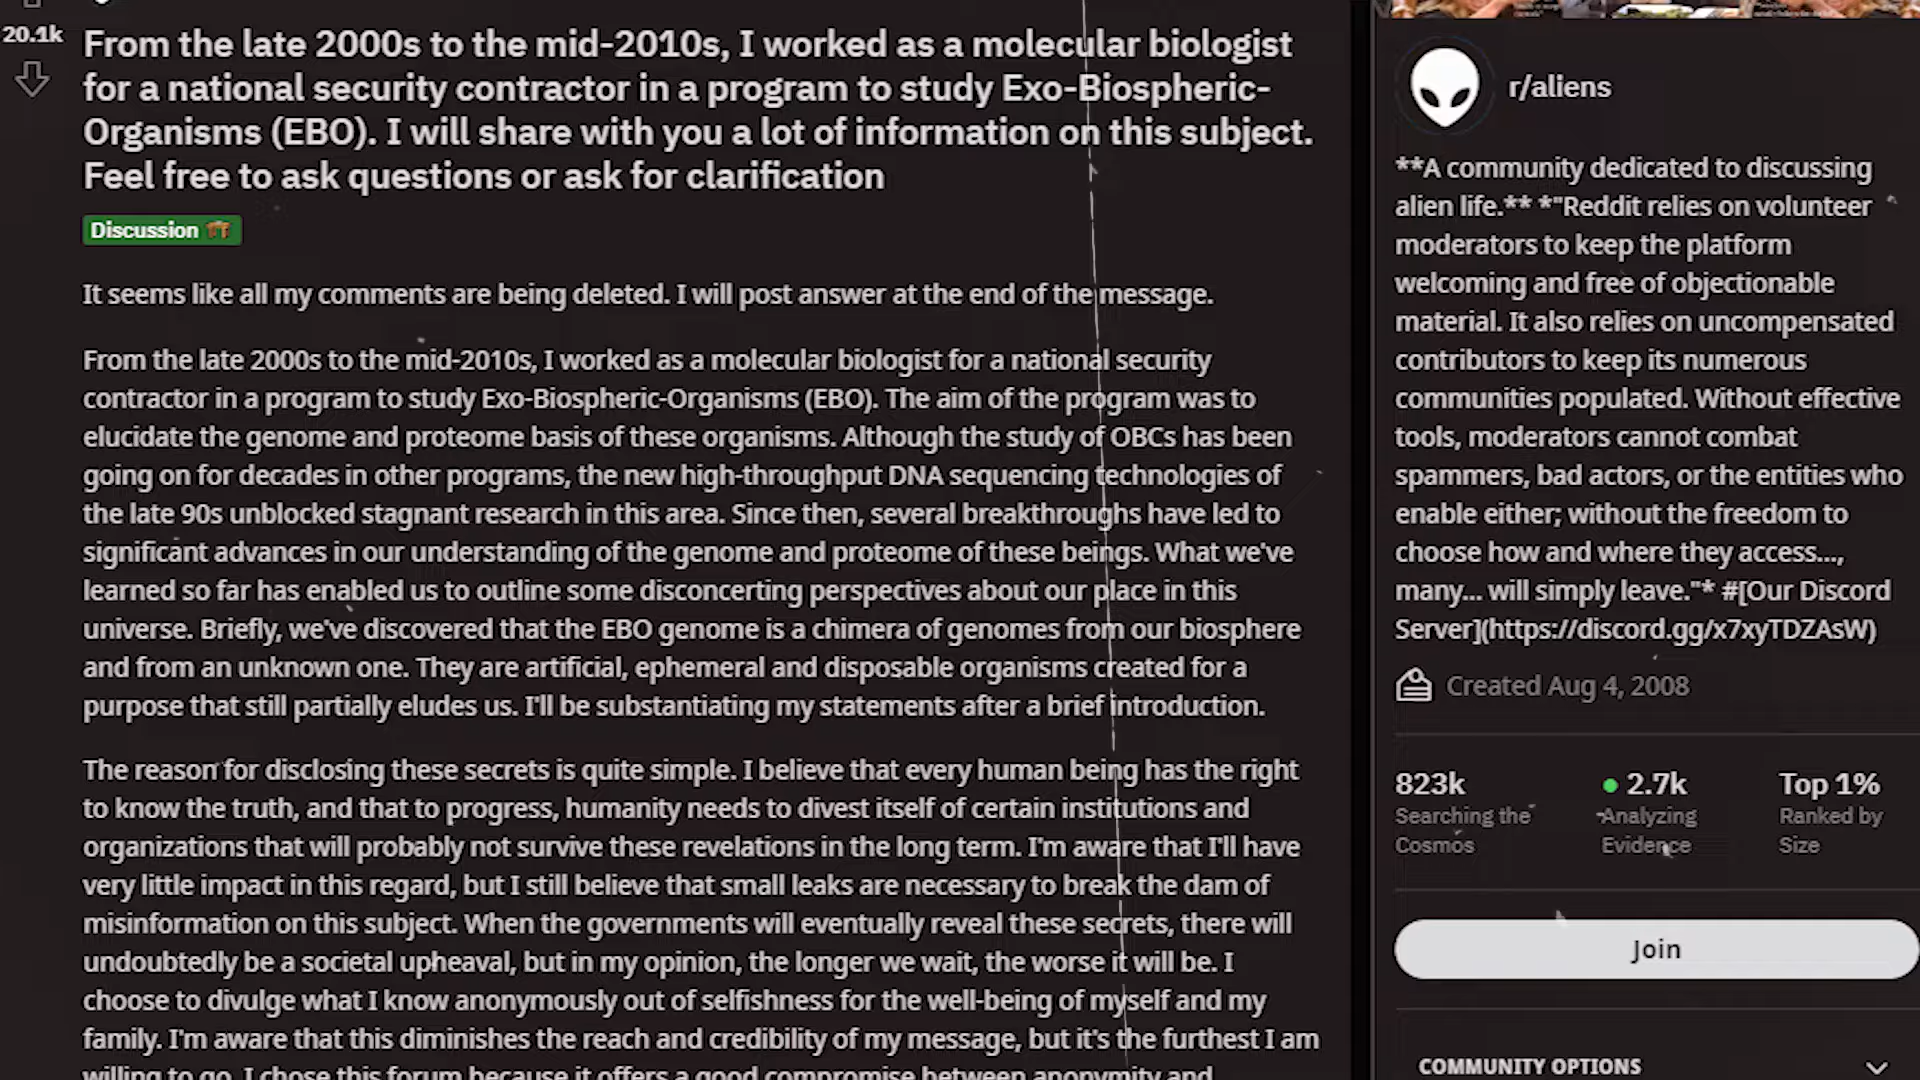 20.1k
From the late 2000s to the mid-2010s, I worked as a molecular biologist
for a national security contractor in a program to study Exo-Biospheric-
Organisms (EBO). I will share with you a lot of information on this subject.
Feel free to ask questions or ask for clarification
Discussion
It seems like all my comments are being deleted. I will post answer at the end of the message.
From the late 2000s to the mid-2010s, I worked as a molecular biologist for a national security
contractor in a program to study Exo-Biospheric-Organisms (EBO). The aim of the program was to
elucidate the genome and proteome basis of these organisms. Although the study of OBCs has been
going on for decades in other programs, the new high-throughput DNA sequencing technologies of
the late 90s unblocked stagnant research in this area. Since then, several breakthroughs have led to
significant advances in our understanding of the genome and proteome of these beings. What we've
learned so far has enabled us to outline some disconcerting perspectives about our place in this
universe. Briefly, we've discovered that the EBO genome is a chimera of genomes from our biosphere
and from an unknown one. They are artificial, ephemeral and disposable organisms created for a
purpose that still partially eludes us. I'll be substantiating my statements after a brief introduction.
The reason for disclosing these secrets is quite simple. I believe that every human being has the right
to know the truth, and that to progress, humanity needs to divest itself of certain institutions and
organizations that will probably not survive these revelations in the long term. I'm aware that I'll have
very little impact in this regard, but I still believe that small leaks are necessary to break the dam of
misinformation on this subject. When the governments will eventually reveal these secrets, there will
undoubtedly be a societal upheaval, but in my opinion, the longer we wait, the worse it will be. I
choose to divulge what I know anonymously out of selfishness for the well-being of myself and my
family. I'm aware that this diminishes the reach and credibility of my message, but it's the furthest I am
willing to go. I chose this forum because it offers a good compromise between anonymity and
r/aliens
**A community dedicated to discussing
alien life.** *"Reddit relies on volunteer
moderators to keep the platform
welcoming and free of objectionable
material. It also relies on uncompensated
contributors to keep its numerous
communities populated. Without effective
tools, moderators cannot combat
spammers, bad actors, or the entities who
enable either; without the freedom to
choose how and where they access...,
many... will simply leave."* #[Our Discord
Server](https://discord.gg/x7xyTDZAsW)
Created Aug 4, 2008
823k 2.7k Top 1%
Searching the Analyzing Ranked by
Cosmos Evidence Size
Join
COMMUNITY OPTIONS